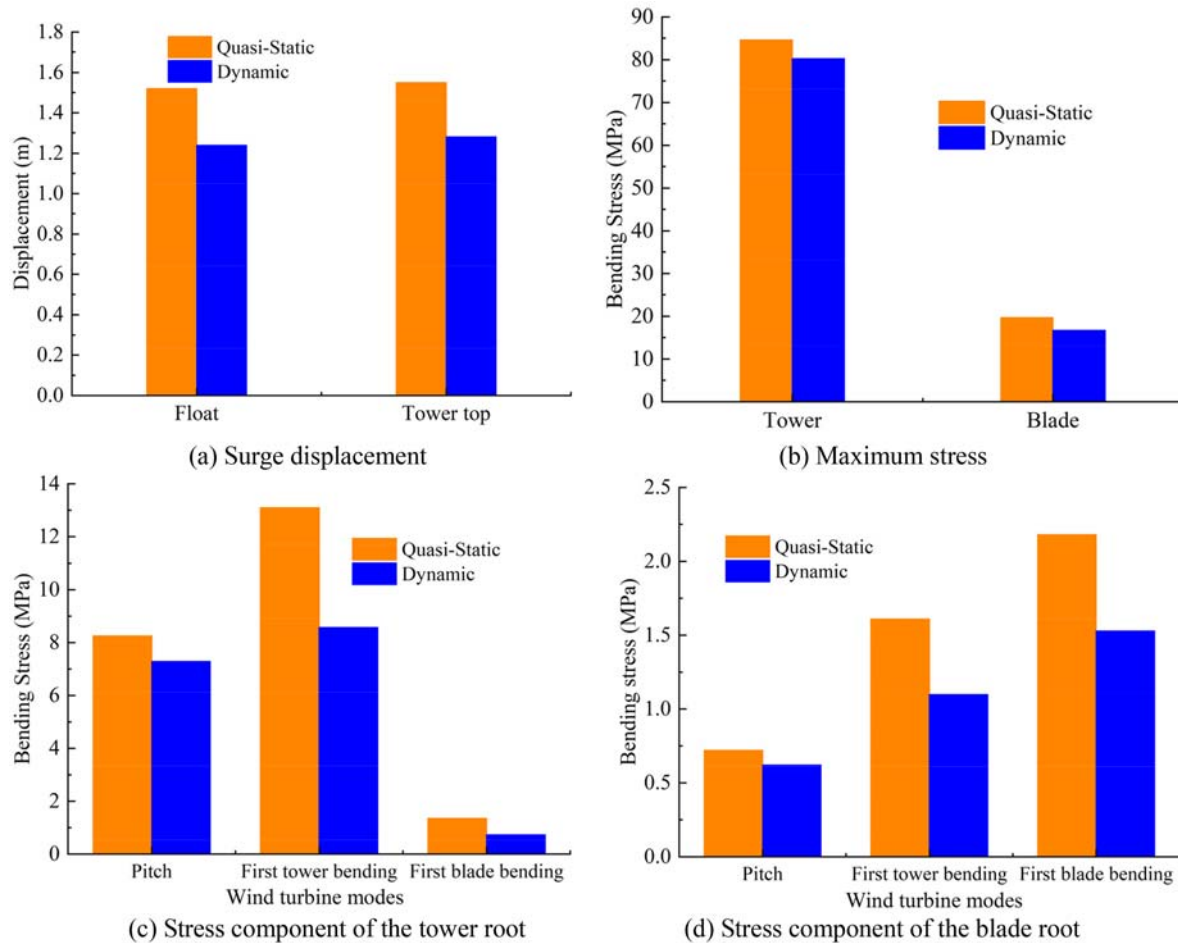 1.8
1.6
1.4
1.2
1.0
0.8
0.6
0.4
0.2
0.0
Displacement (m)
Quasi-Static
Dynamic
Float
Tower top
(a) Surge displacement
90
80
70
60
50
40
30
20
10
0
Bending Stress (MPa)
Quasi-Static
Dynamic
Tower
Blade
(b) Maximum stress
14
12
10
8
6
4
2
0
Bending Stress (MPa)
Quasi-Static
Dynamic
Pitch
First tower bending
First blade bending
Wind turbine modes
(c) Stress component of the tower root
2.5
2.0
1.5
1.0
0.5
0.0
Bending stress (MPa)
Quasi-Static
Dynamic
Pitch
First tower bending
First blade bending
Wind turbine modes
(d) Stress component of the blade root